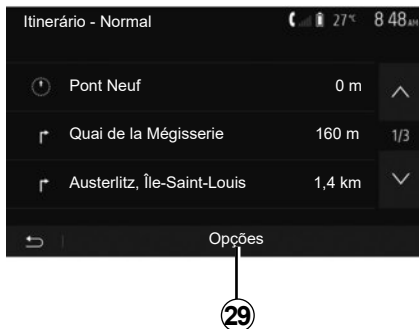 Itinerário - Normal 27°C 8 48 AM
Pont Neuf 0 m
Quai de la Mégisserie 160 m
1/3
Austerlitz, Île-Saint-Louis 1,4 km
Opções
29